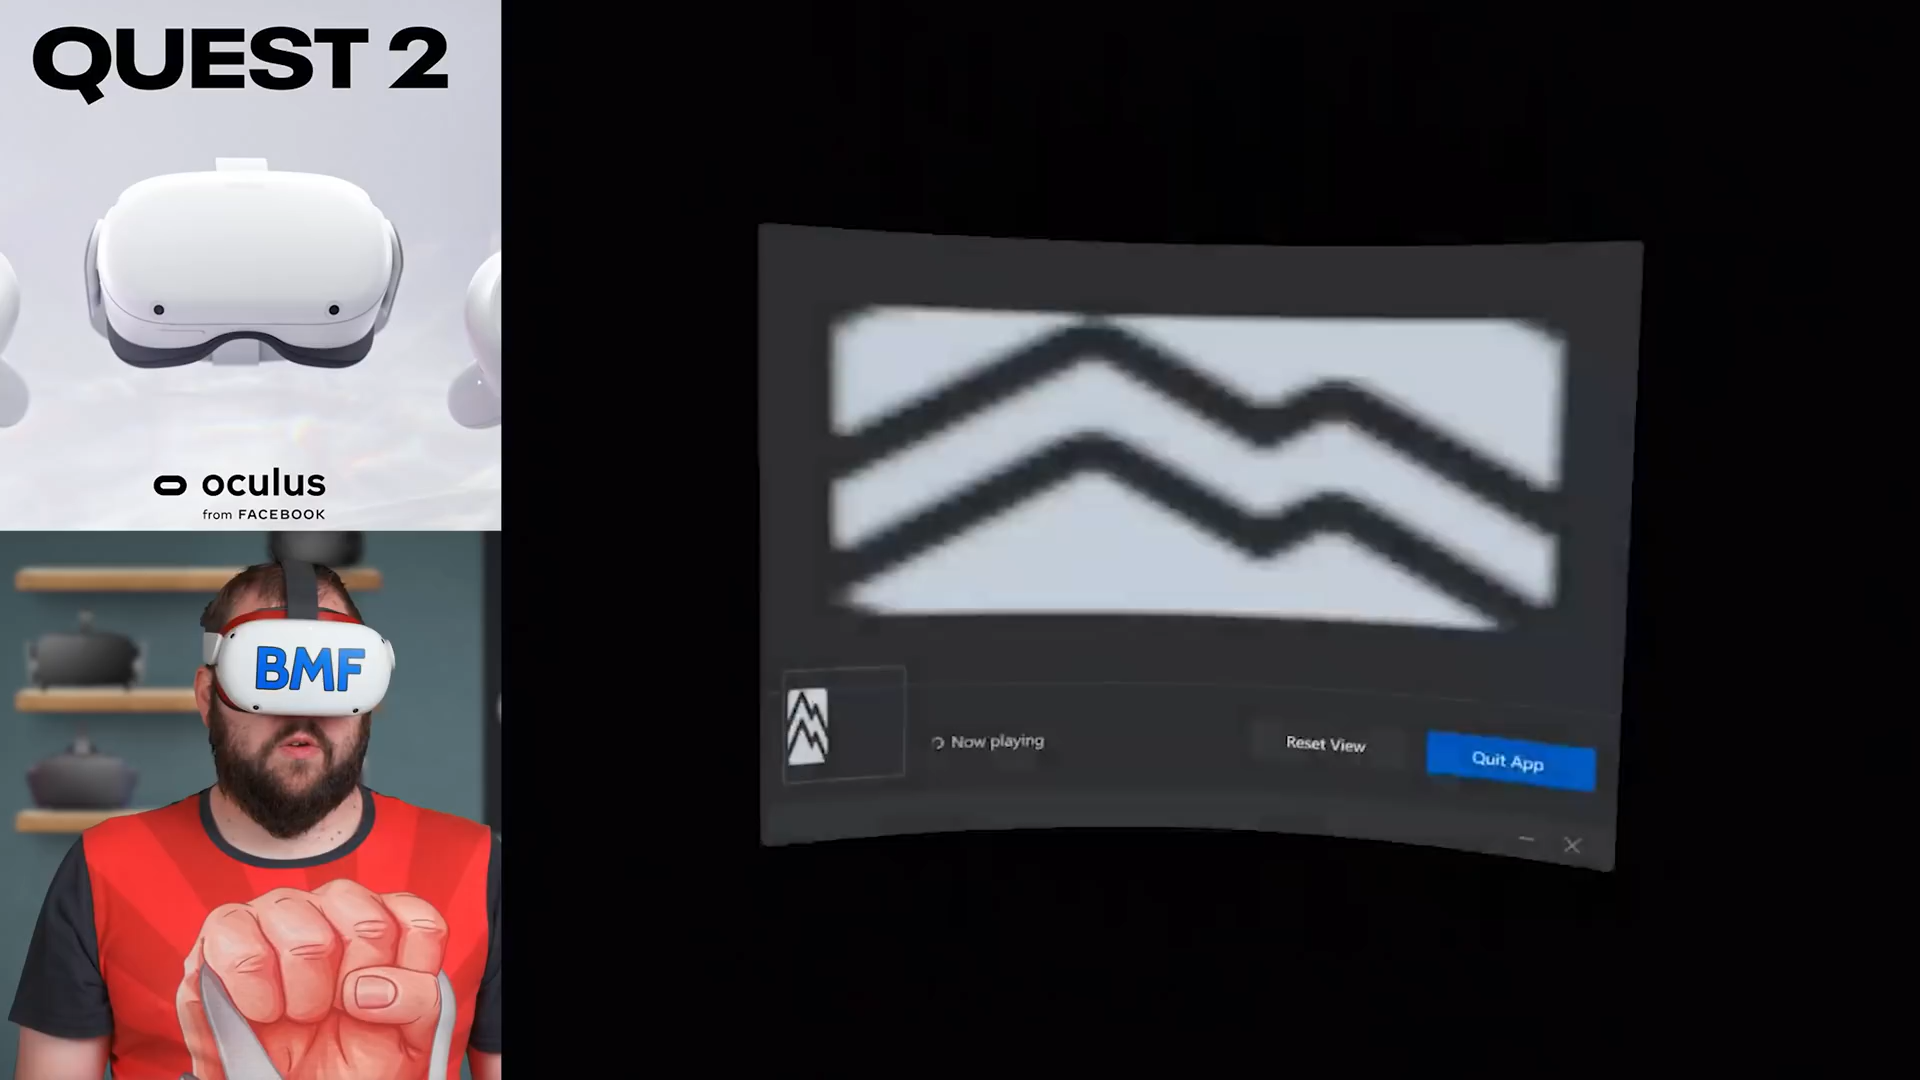 QUEST 2
oculus
from FACEBOOK
BMF
Now playing
Reset View
Quit App